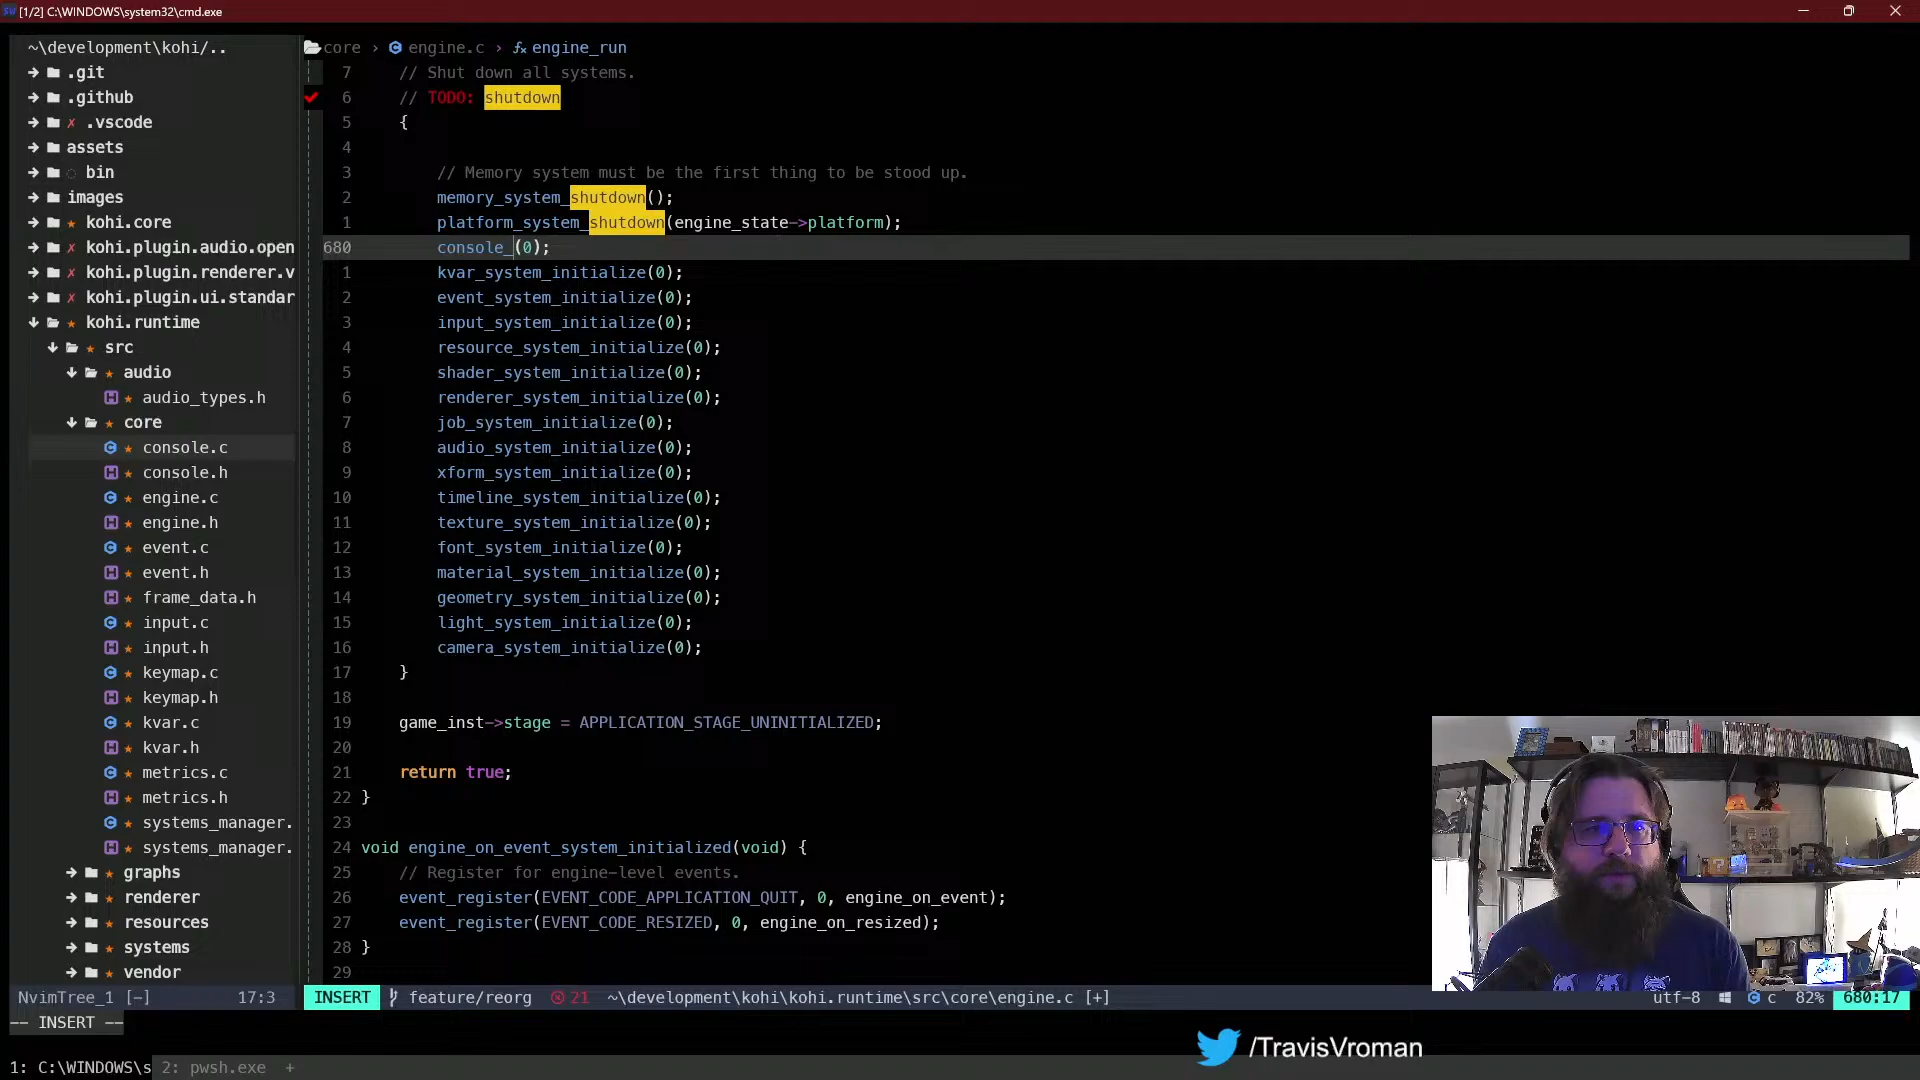 [1/2] C:\WINDOWS\system32\cmd.exe
~\development\kohi/..
.git
.github
.vscode
assets
bin
images
kohi.core
kohi.plugin.audio.open
kohi.plugin.renderer.v
kohi.plugin.ui.standar
kohi.runtime
src
audio
audio_types.h
core
console.c
console.h
engine.c
engine.h
event.c
event.h
frame_data.h
input.c
input.h
keymap.c
keymap.h
kvar.c
kvar.h
metrics.c
metrics.h
systems_manager.
systems_manager.
graphs
renderer
resources
systems
vendor
NvimTree_1 [-] 17:3
core > engine.c > engine_run
7 // Shut down all systems.
6 // TODO: shutdown
5 {
4
3 // Memory system must be the first thing to be stood up.
2 memory_system_shutdown();
1 platform_system_shutdown(engine_state->platform);
680 console_(0);
1 kvar_system_initialize(0);
2 event_system_initialize(0);
3 input_system_initialize(0);
4 resource_system_initialize(0);
5 shader_system_initialize(0);
6 renderer_system_initialize(0);
7 job_system_initialize(0);
8 audio_system_initialize(0);
9 xform_system_initialize(0);
10 timeline_system_initialize(0);
11 texture_system_initialize(0);
12 font_system_initialize(0);
13 material_system_initialize(0);
14 geometry_system_initialize(0);
15 light_system_initialize(0);
16 camera_system_initialize(0);
17 }
18
19 game_inst->stage = APPLICATION_STAGE_UNINITIALIZED;
20
21 return true;
22 }
23
24 void engine_on_event_system_initialized(void) {
25 // Register for engine-level events.
26 event_register(EVENT_CODE_APPLICATION_QUIT, 0, engine_on_event);
27 event_register(EVENT_CODE_RESIZED, 0, engine_on_resized);
28 }
29
INSERT feature/reorg 21 ~\development\kohi\kohi.runtime\src\core\engine.c [+] utf-8 c 82% 680:17
-- INSERT --
/TravisVroman
1: C:\WINDOWS\s 2: pwsh.exe +